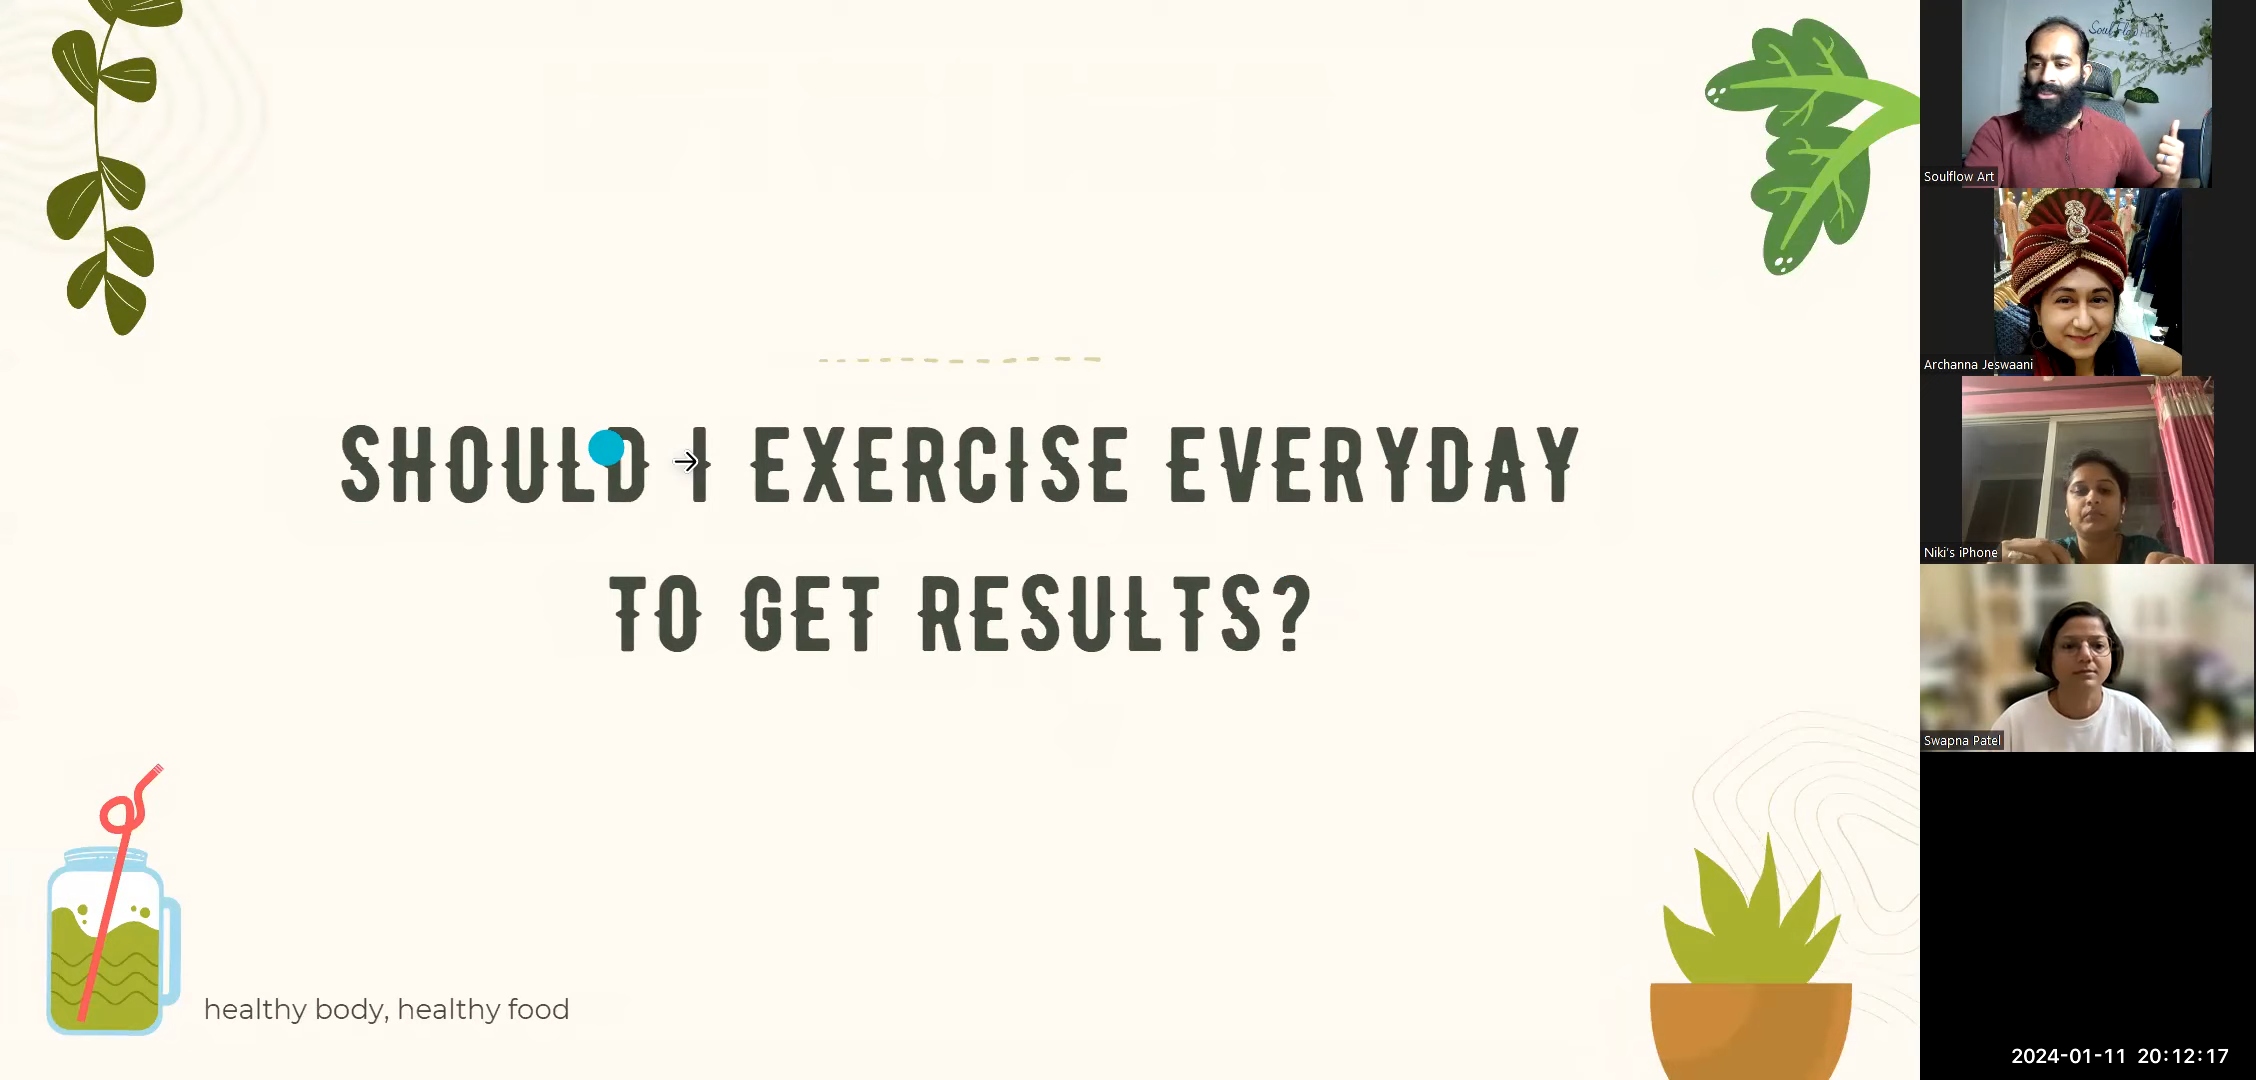 SHOULD I EXERCISE EVERYDAY
TO GET RESULTS?
healthy body, healthy food
Soulflow Art
Archanna Jeswaani
Niki's iPhone
Swapna Patel
2024-01-11 20:12:17